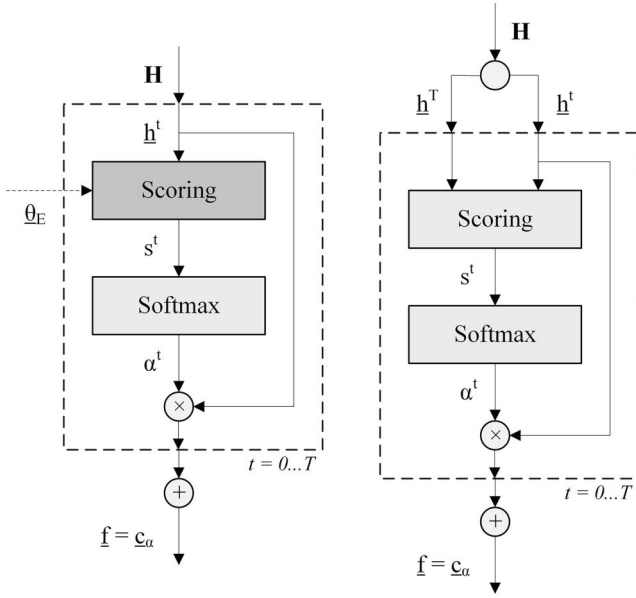 H
h^t
Scoring
θ_E
s^t
Softmax
α^t
×
t = 0...T
+
f = c_α
H
h^T
h^t
Scoring
s^t
Softmax
α^t
×
t = 0...T
+
f = c_α